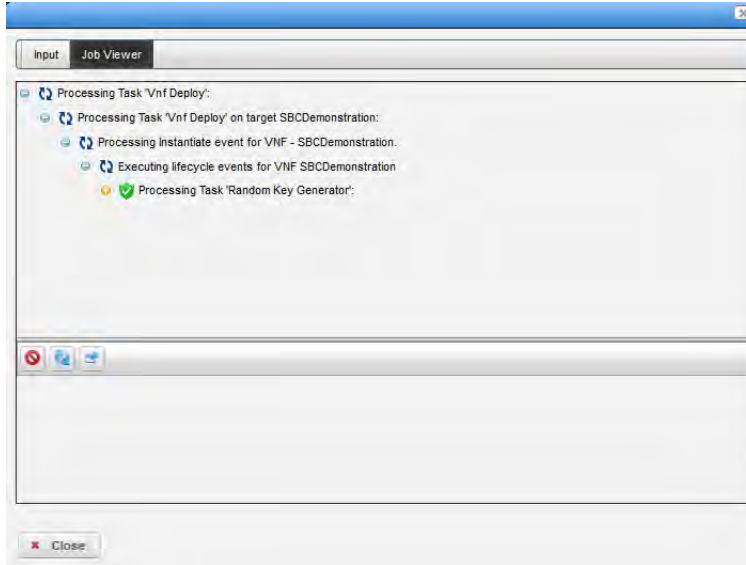 Input Job Viewer
Processing Task 'Vnf Deploy':
Processing Task 'Vnf Deploy' on target SBCDemonstration:
Processing Instantiate event for VNF - SBCDemonstration.
Executing lifecycle events for VNF SBCDemonstration
Processing Task 'Random Key Generator':
Close